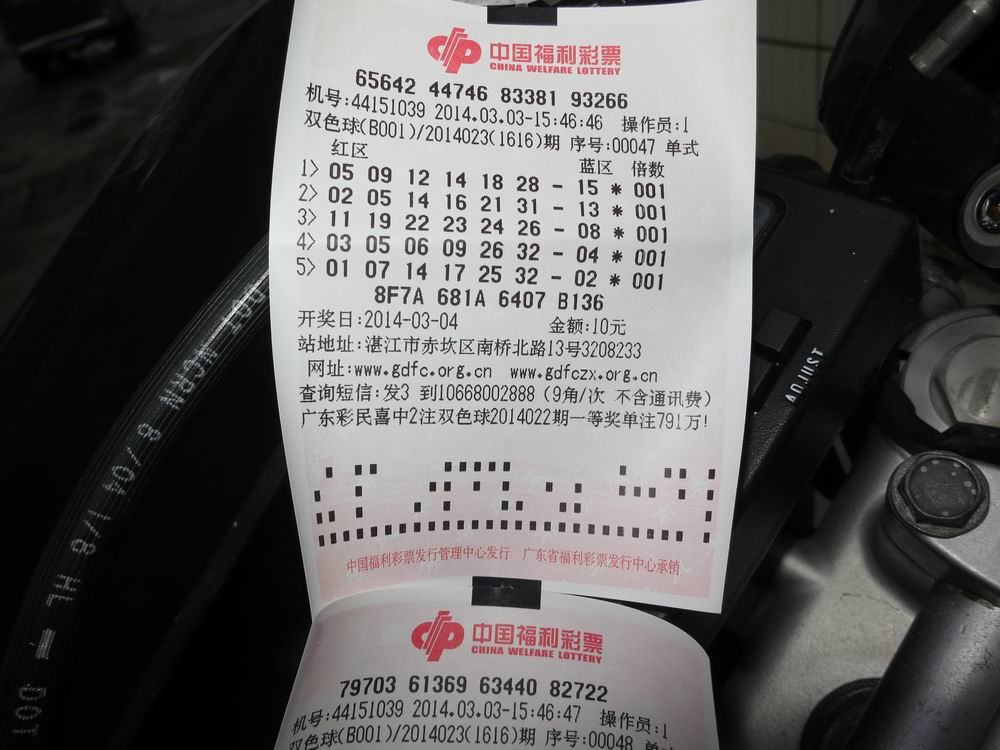 中国福利彩票
CHINA WELFARE LOTTERY
65642 44746 83381 93266
机号:44151039 2014.03.03-15:46:46 操作员:1
双色球(B001)/2014023(1616)期 序号:00047 单式
红区 蓝区 倍数
1> 05 09 12 14 18 28 - 15 * 001
2> 02 05 14 16 21 31 - 13 * 001
3> 11 19 22 23 24 26 - 08 * 001
4> 03 05 06 09 26 32 - 04 * 001
5> 01 07 14 17 25 32 - 02 * 001
8F7A 681A 6407 B136
开奖日:2014-03-04 金额:10元
站地址:湛江市赤坎区南桥北路13号3208233
网址:www.gdfc.org.cn www.gdfczx.org.cn
查询短信:发3 到10668002888 (9角/次 不含通讯费)
广东彩民喜中2注双色球2014022期一等奖单注791万!
中国福利彩票发行管理中心发行 广东省福利彩票发行中心承销
中国福利彩票
CHINA WELFARE LOTTERY
79703 61369 63440 82722
机号:44151039 2014.03.03-15:46:47 操作员:1
双色球(B001)/2014023(1616)期 序号:00048 单式
ADJUST
8/04 1/8 HL
DOT